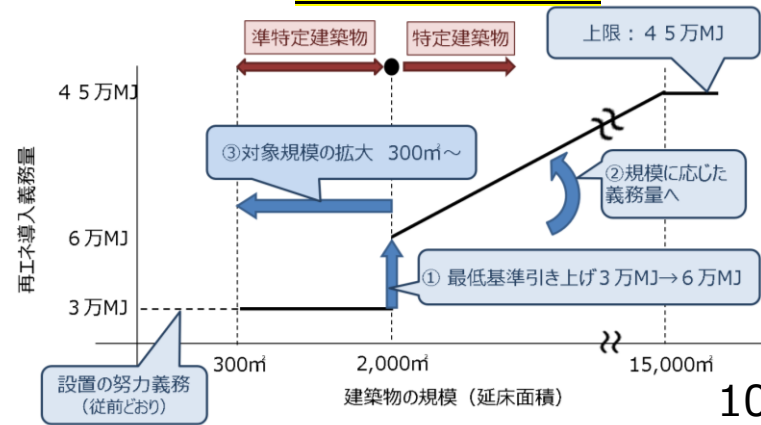 準特定建築物
特定建築物
上限：４５万MJ
４５万MJ
③対象規模の拡大 300㎡～
②規模に応じた
義務量へ
再エネ導入義務量
６万MJ
① 最低基準引き上げ３万MJ→６万MJ
３万MJ
300㎡
2,000㎡
15,000㎡
設置の努力義務
（従前どおり）
建築物の規模（延床面積）
10